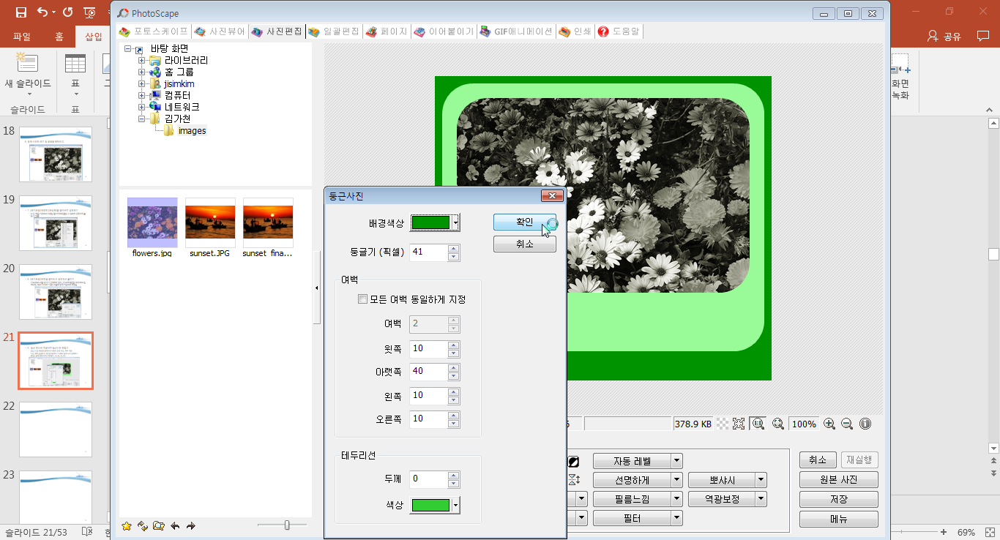 PhotoScape
파일
홈
삽입
공유
포토스케이프
사진뷰어
사진편집
일괄편집
페이지
이어붙이기
GIF애니메이션
인쇄
도움말
새 슬라이드
표
슬라이드
표
화면
녹화
바탕 화면
라이브러리
홈 그룹
jisimkim
컴퓨터
네트워크
김가천
images
18
19
20
21
22
23
flowers.jpg
sunset.JPG
sunset_fina...
둥근사진
배경색상
확인
둥글기 (픽셀)
41
취소
여백
모든 여백 동일하게 지정
여백
2
윗쪽
10
아랫쪽
40
왼쪽
10
오른쪽
10
테두리선
두께
0
색상
378.9 KB
100%
자동 레벨
선명하게
뽀샤시
필름느낌
역광보정
필터
취소
재실행
원본 사진
저장
메뉴
슬라이드 21/53
69%